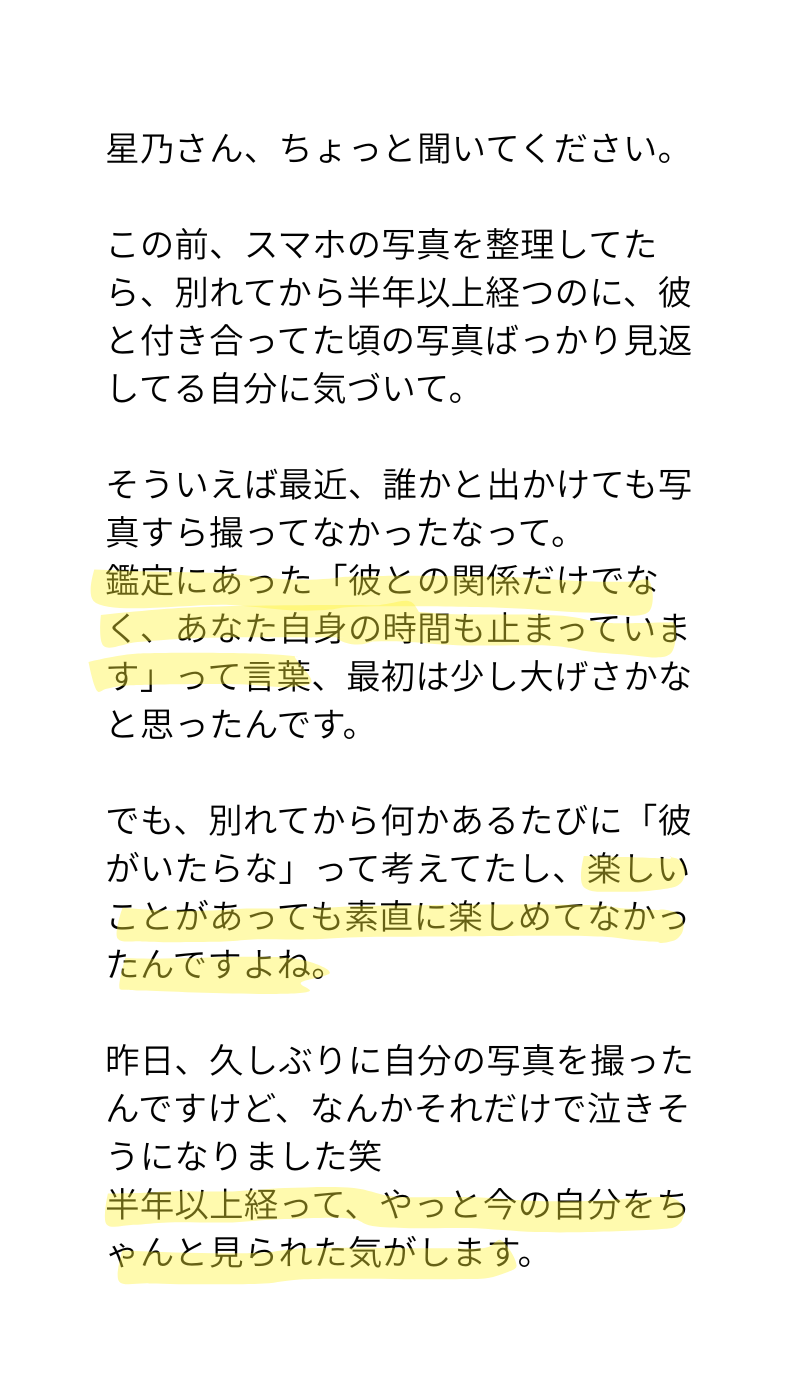 星乃さん、ちょっと聞いてください。
この前、スマホの写真を整理してた
ら、別れてから半年以上経つのに、彼
と付き合ってた頃の写真ばっかり見返
してる自分に気づいて。
そういえば最近、誰かと出かけても写
真すら撮ってなかったなって。
鑑定にあった「彼との関係だけでな
く、あなた自身の時間も止まっていま
す」って言葉、最初は少し大げさかな
と思ったんです。
でも、別れてから何かあるたびに「彼
がいたらな」って考えてたし、楽しい
ことがあっても素直に楽しめてなかっ
たんですよね。
昨日、久しぶりに自分の写真を撮った
んですけど、なんかそれだけで泣きそ
うになりました笑
半年以上経って、やっと今の自分をち
ゃんと見られた気がします。